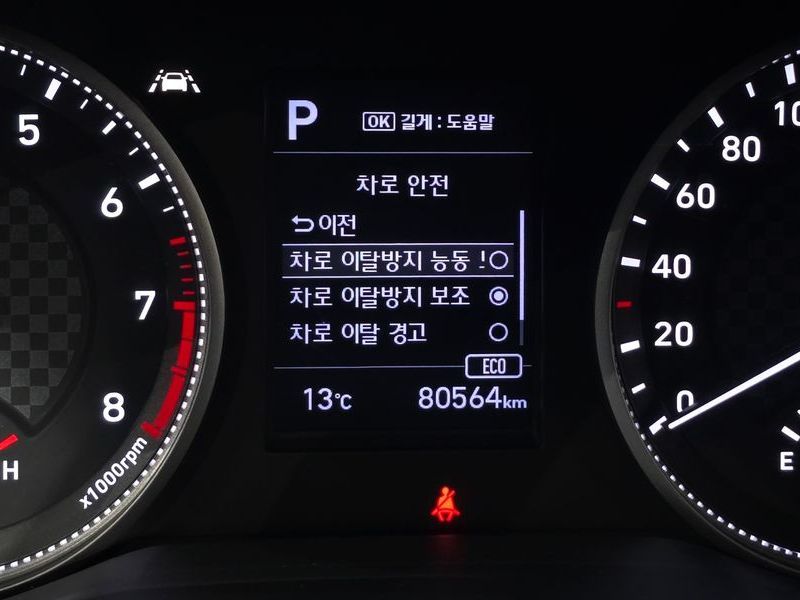 5
6
7
8
x1000rpm
H
P
OK 길게 : 도움말
차로 안전
이전
차로 이탈방지 능동
차로 이탈방지 보조
차로 이탈 경고
ECO
13℃ 80564km
80
60
40
20
0
E